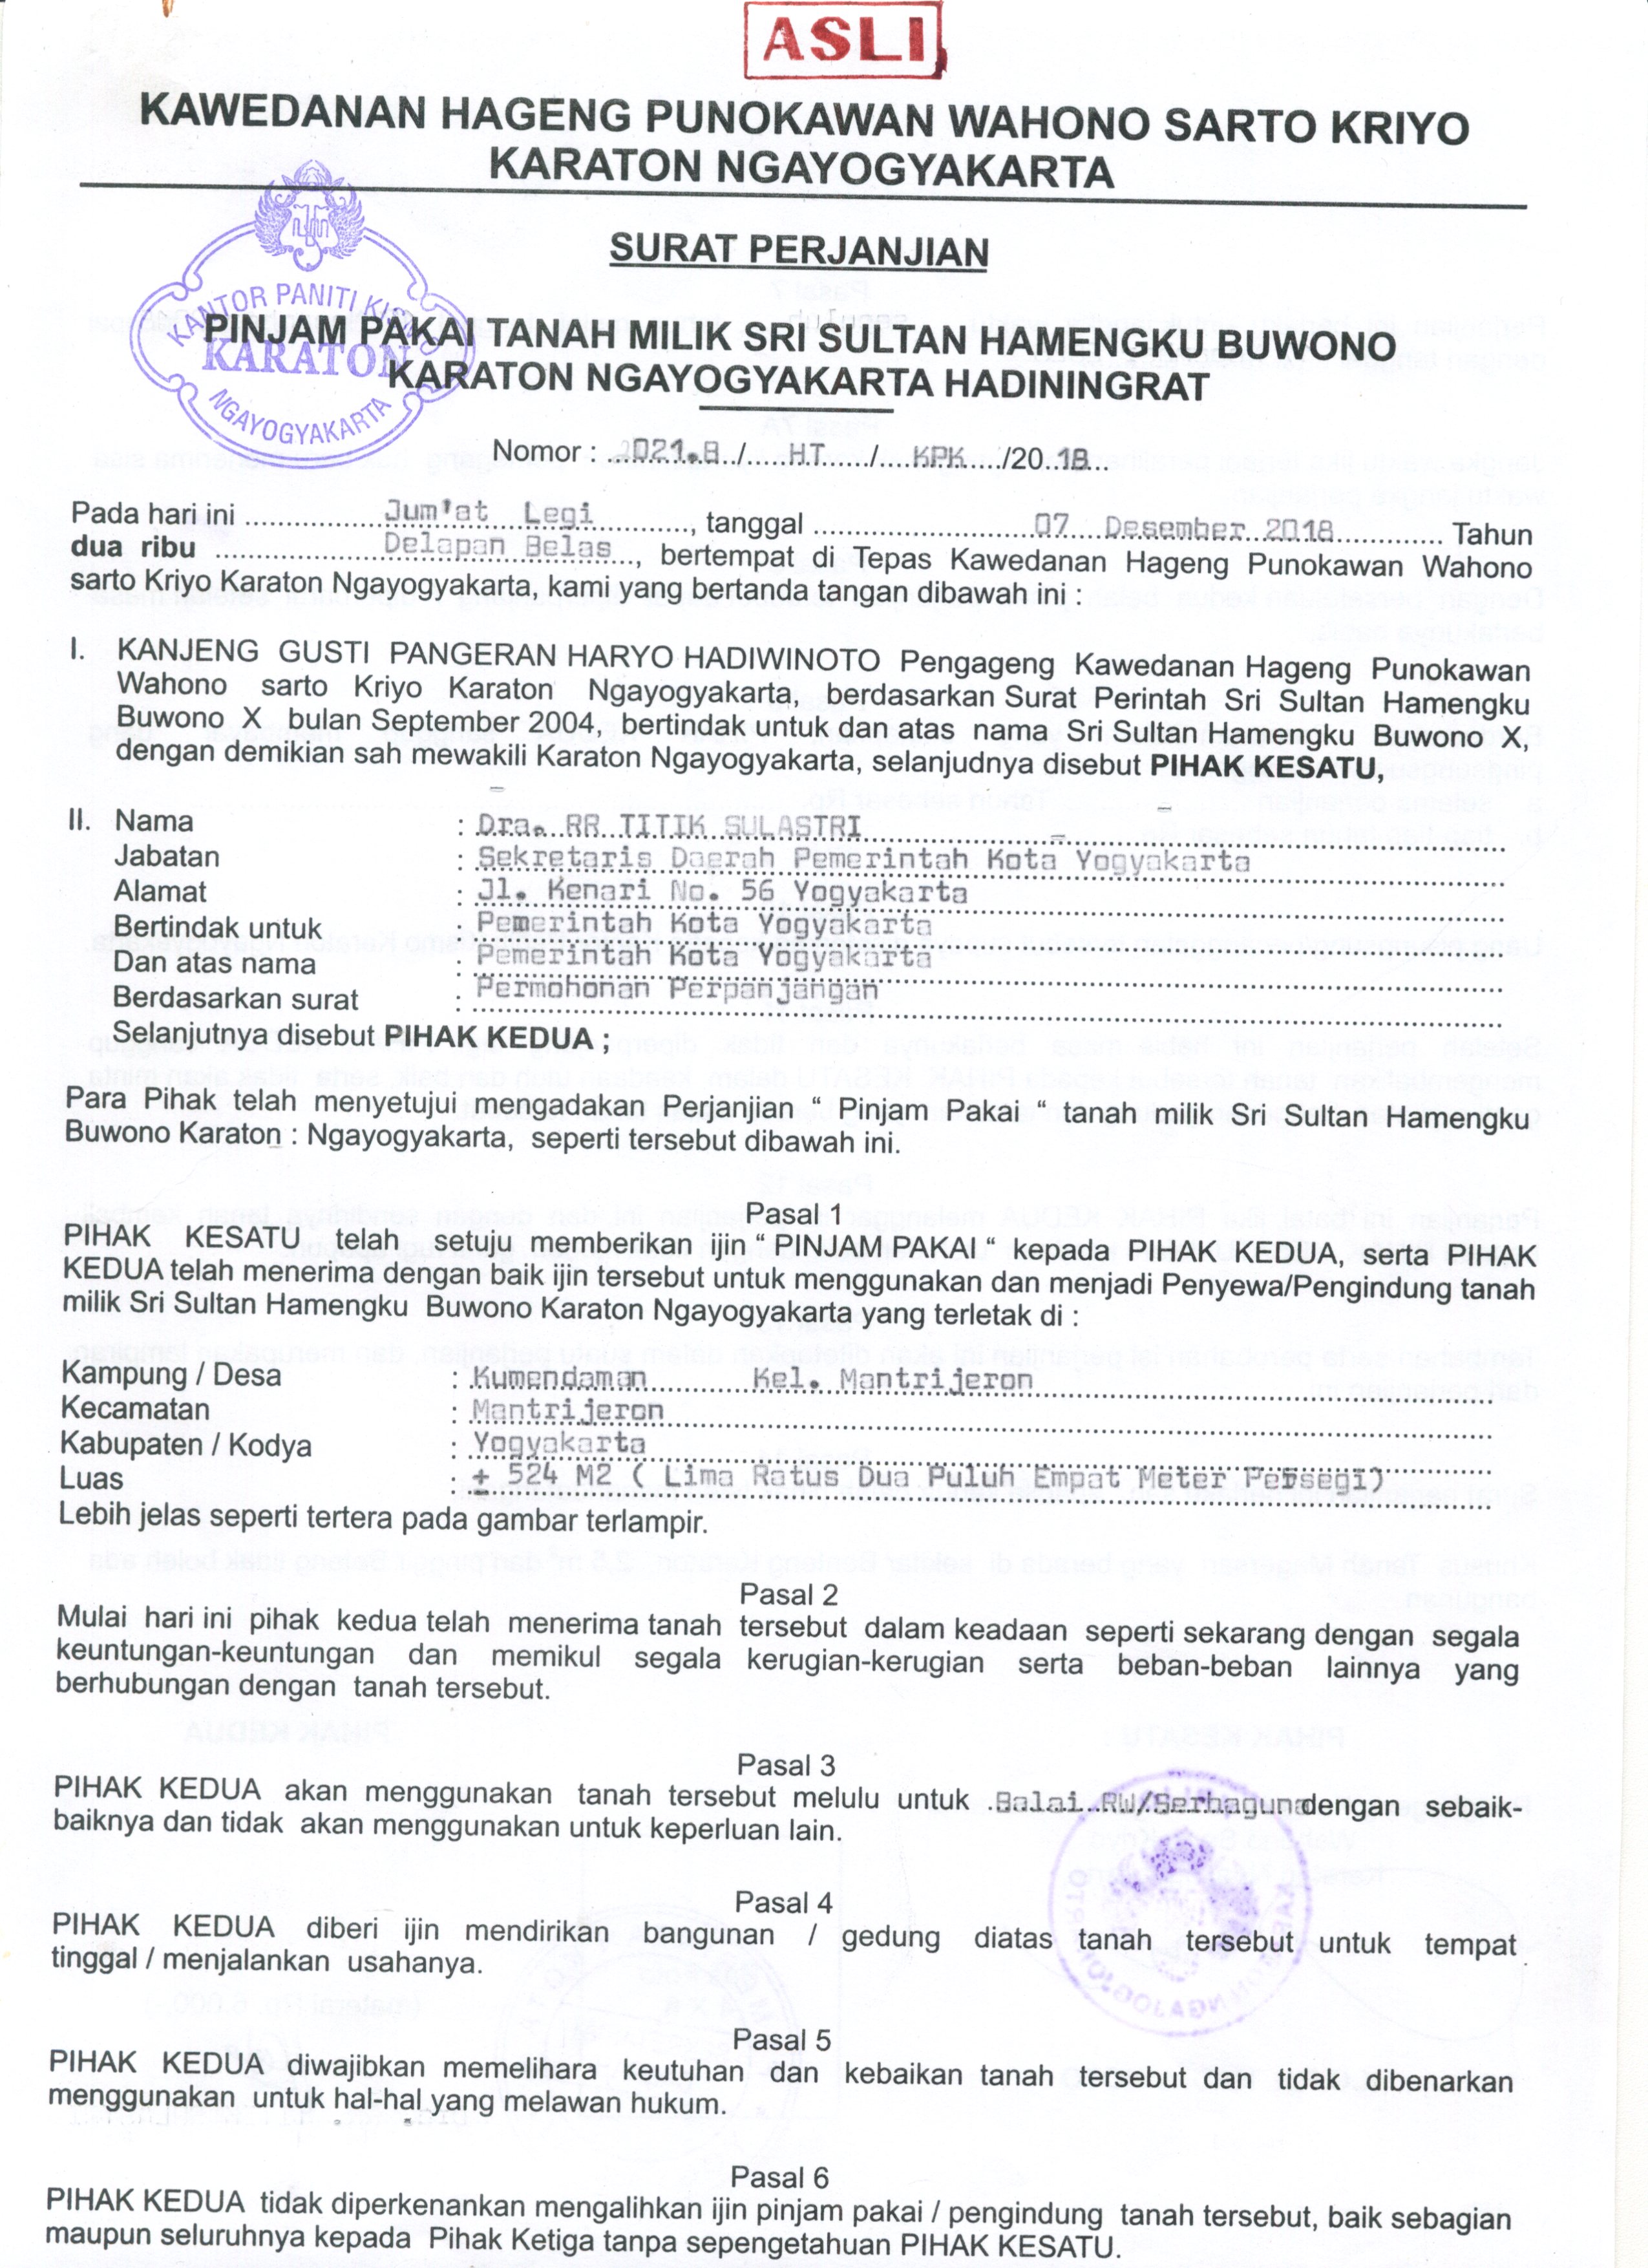 ASLI
KAWEDANAN HAGENG PUNOKAWAN WAHONO SARTO KRIYO
KARATON NGAYOGYAKARTA
SURAT PERJANJIAN
KANTOR PANITI KISMO
KARATON
NGAYOGYAKARTA
PINJAM PAKAI TANAH MILIK SRI SULTAN HAMENGKU BUWONO
KARATON NGAYOGYAKARTA HADININGRAT
Nomor : 2021.B / HT / KPK /2018
Pada hari ini Jum'at Legi, tanggal 07 Desember 2018 Tahun
dua ribu Delapan Belas, bertempat di Tepas Kawedanan Hageng Punokawan Wahono
sarto Kriyo Karaton Ngayogyakarta, kami yang bertanda tangan dibawah ini :
I. KANJENG GUSTI PANGERAN HARYO HADIWINOTO Pengageng Kawedanan Hageng Punokawan
Wahono sarto Kriyo Karaton Ngayogyakarta, berdasarkan Surat Perintah Sri Sultan Hamengku
Buwono X bulan September 2004, bertindak untuk dan atas nama Sri Sultan Hamengku Buwono X,
dengan demikian sah mewakili Karaton Ngayogyakarta, selanjudnya disebut PIHAK KESATU,
II. Nama : Dra. RR TITIK SULASTRI
Jabatan : Sekretaris Daerah Pemerintah Kota Yogyakarta
Alamat : Jl. Kenari No. 56 Yogyakarta
Bertindak untuk : Pemerintah Kota Yogyakarta
Dan atas nama : Pemerintah Kota Yogyakarta
Berdasarkan surat : Permohonan Perpanjangan
Selanjutnya disebut PIHAK KEDUA ;
Para Pihak telah menyetujui mengadakan Perjanjian “ Pinjam Pakai “ tanah milik Sri Sultan Hamengku
Buwono Karaton : Ngayogyakarta, seperti tersebut dibawah ini.
Pasal 1
PIHAK KESATU telah setuju memberikan ijin “ PINJAM PAKAI “ kepada PIHAK KEDUA, serta PIHAK
KEDUA telah menerima dengan baik ijin tersebut untuk menggunakan dan menjadi Penyewa/Pengindung tanah
milik Sri Sultan Hamengku Buwono Karaton Ngayogyakarta yang terletak di :
Kampung / Desa : Kumendaman Kel. Mantrijeron
Kecamatan : Mantrijeron
Kabupaten / Kodya : Yogyakarta
Luas : ± 524 M2 ( Lima Ratus Dua Puluh Empat Meter Persegi)
Lebih jelas seperti tertera pada gambar terlampir.
Pasal 2
Mulai hari ini pihak kedua telah menerima tanah tersebut dalam keadaan seperti sekarang dengan segala
keuntungan-keuntungan dan memikul segala kerugian-kerugian serta beban-beban lainnya yang
berhubungan dengan tanah tersebut.
Pasal 3
PIHAK KEDUA akan menggunakan tanah tersebut melulu untuk Balai RW/Serbaguna dengan sebaik-
baiknya dan tidak akan menggunakan untuk keperluan lain.
Pasal 4
PIHAK KEDUA diberi ijin mendirikan bangunan / gedung diatas tanah tersebut untuk tempat
tinggal / menjalankan usahanya.
Pasal 5
PIHAK KEDUA diwajibkan memelihara keutuhan dan kebaikan tanah tersebut dan tidak dibenarkan
menggunakan untuk hal-hal yang melawan hukum.
Pasal 6
PIHAK KEDUA tidak diperkenankan mengalihkan ijin pinjam pakai / pengindung tanah tersebut, baik sebagian
maupun seluruhnya kepada Pihak Ketiga tanpa sepengetahuan PIHAK KESATU.